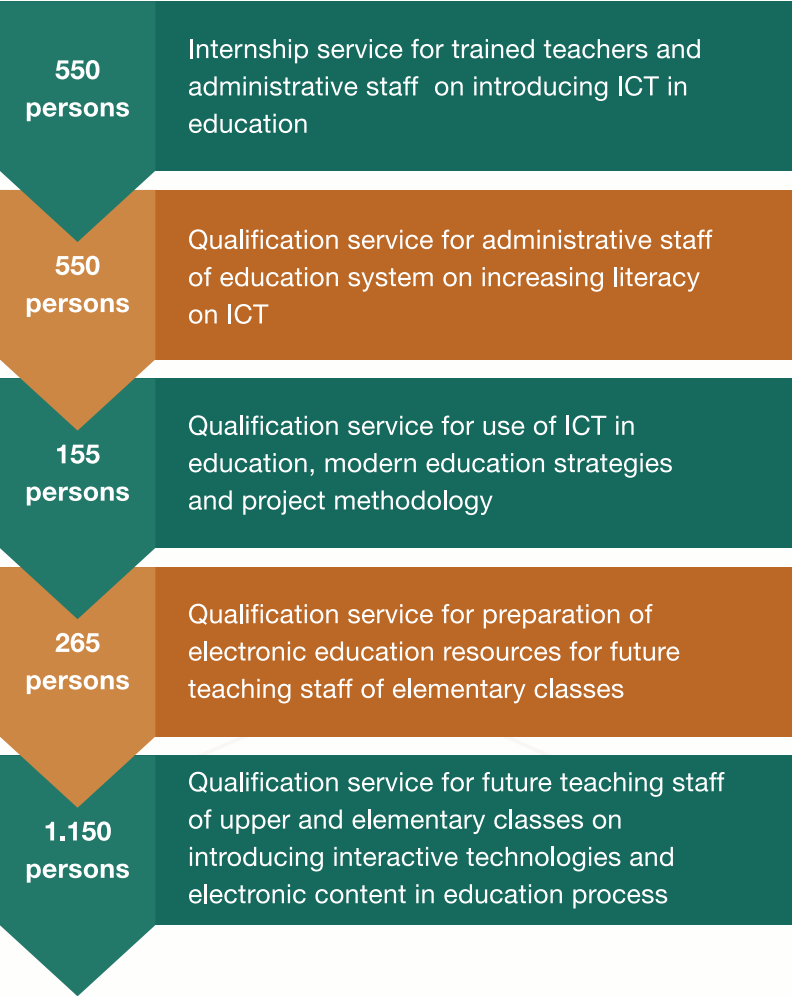 550
persons
Internship service for trained teachers and
administrative staff on introducing ICT in
education
550
persons
Qualification service for administrative staff
of education system on increasing literacy
on ICT
155
persons
Qualification service for use of ICT in
education, modern education strategies
and project methodology
265
persons
Qualification service for preparation of
electronic education resources for future
teaching staff of elementary classes
1.150
persons
Qualification service for future teaching staff
of upper and elementary classes on
introducing interactive technologies and
electronic content in education process